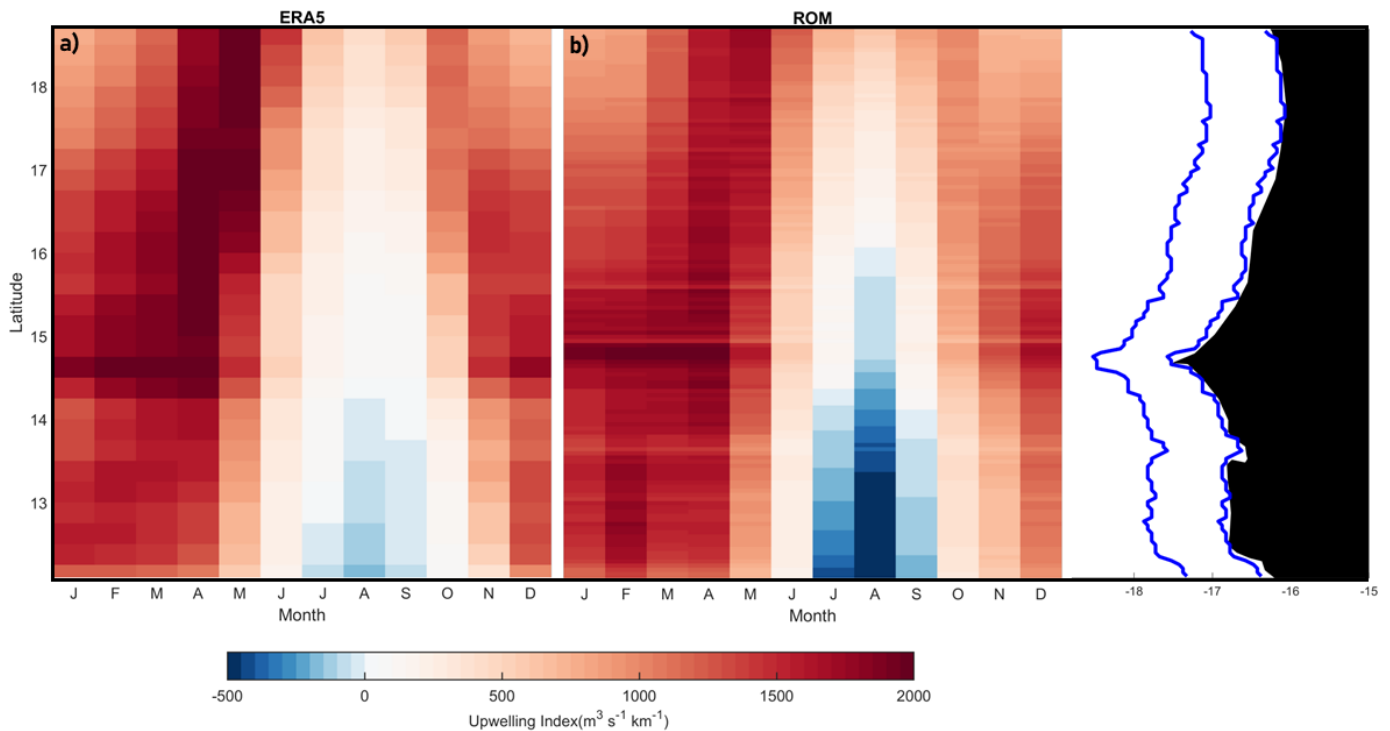 ERA5
ROM
a)
b)
18
17
16
15
14
13
Latitude
J F M A M J J A S O N D
J F M A M J J A S O N D
-18 -17 -16 -15
Month
Month
-500 0 500 1000 1500 2000
Upwelling Index(m³ s⁻¹ km⁻¹)